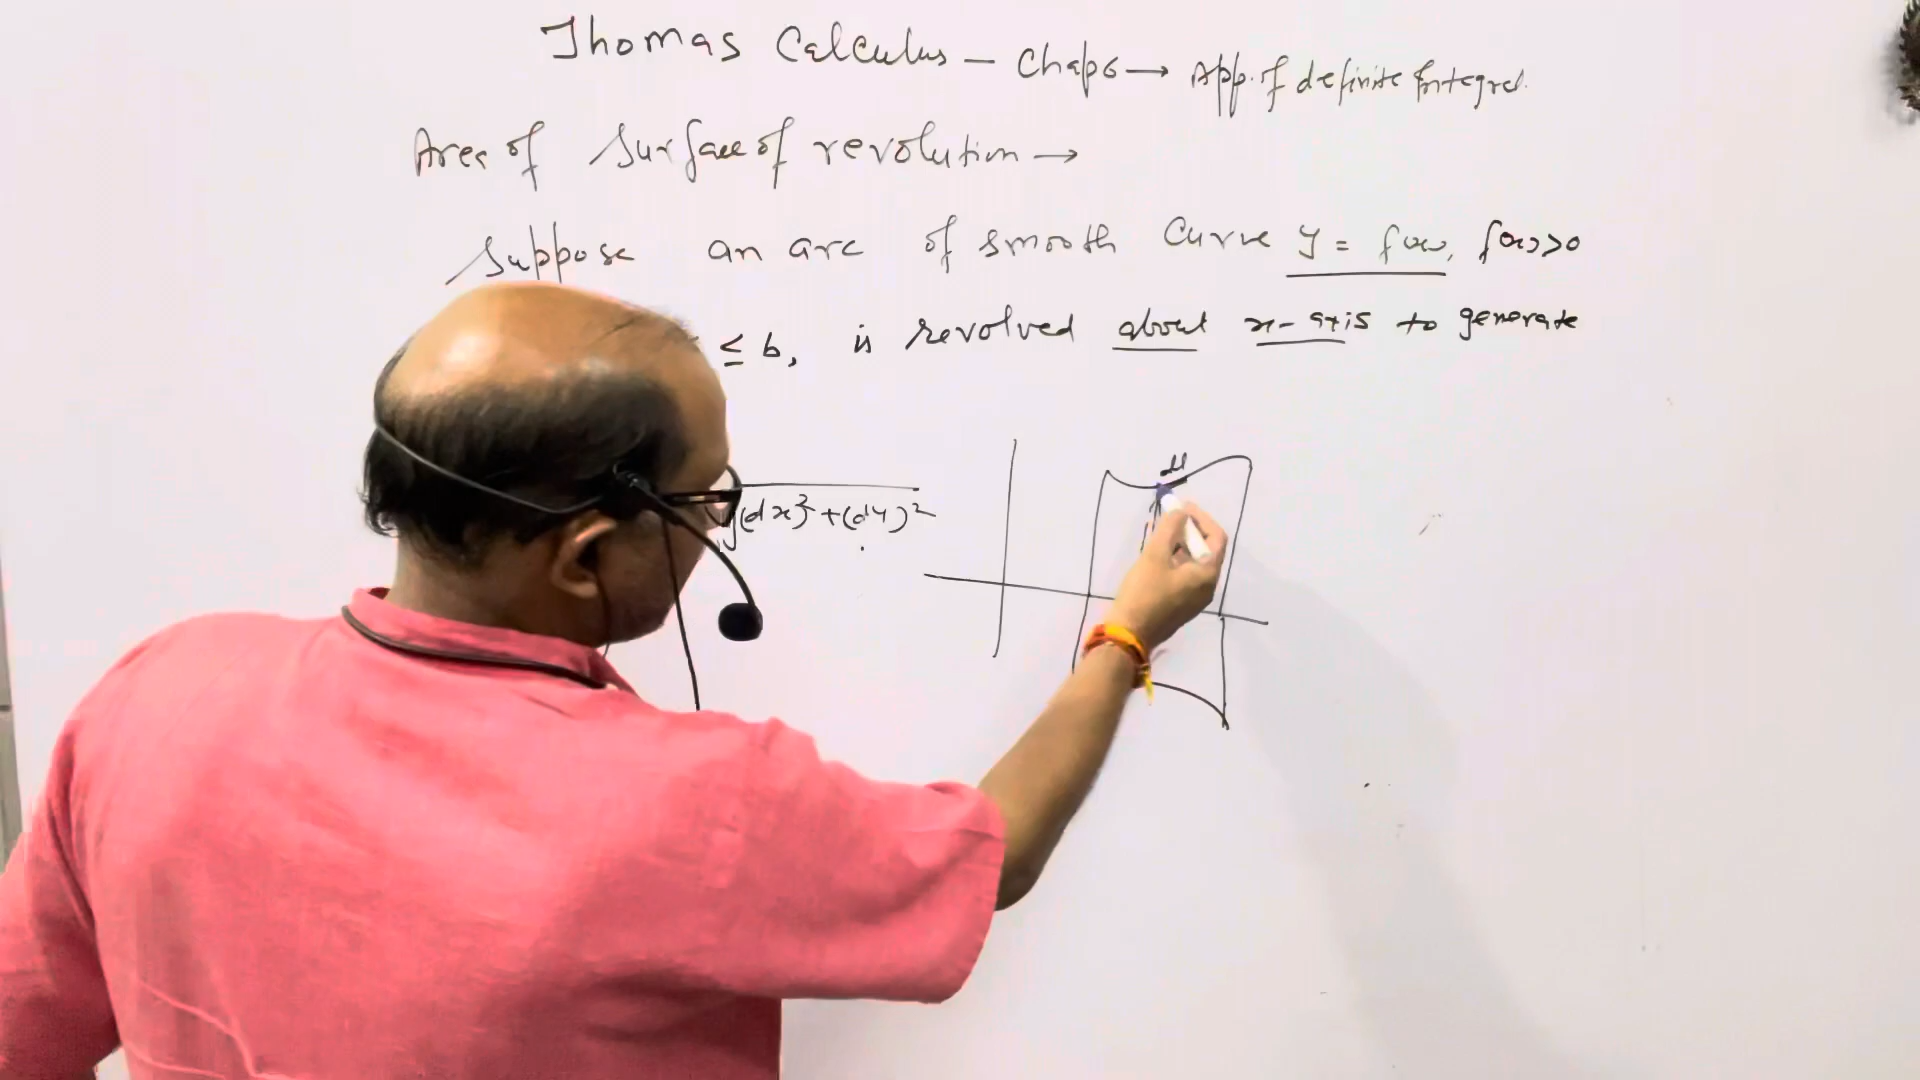 Thomas Calculus – Chap 6 → App. of definite Integral.
Area of Surface of revolution →
Suppose an arc of smooth Curve y = f(x), f(x)>0
≤ b, is revolved about x-axis to generate
dl
√(dx)²+(dy)²